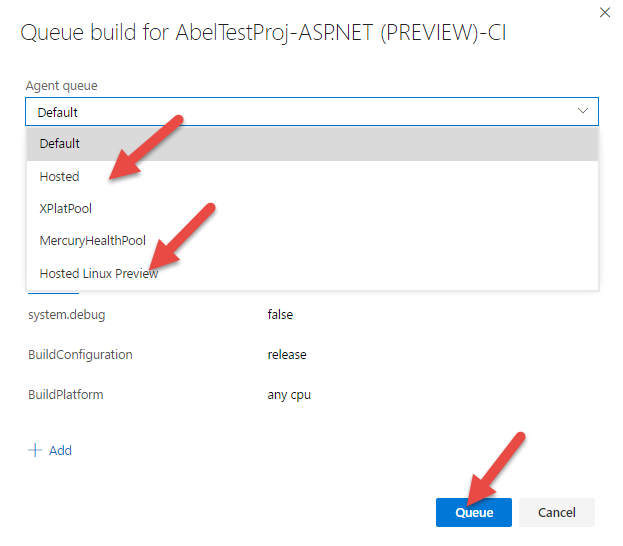 Queue build for AbelTestProj-ASP.NET (PREVIEW)-CI
Agent queue
Default
Default
Hosted
XPlatPool
MercuryHealthPool
Hosted Linux Preview
system.debug false
BuildConfiguration release
BuildPlatform any cpu
+ Add
Queue Cancel